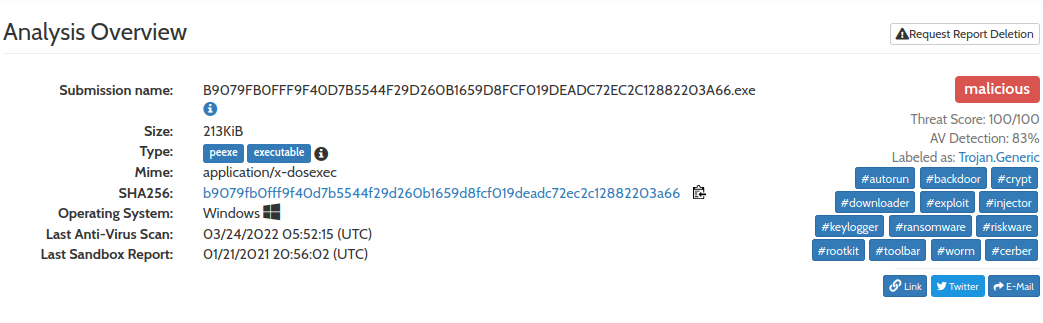 Analysis Overview
Request Report Deletion
Submission name: B9079FB0FFF9F40D7B5544F29D260B1659D8FCF019DEADC72EC2C12882203A66.exe
Size: 213KiB
Type: peexe executable
Mime: application/x-dosexec
SHA256: b9079fb0fff9f40d7b5544f29d260b1659d8fcf019deadc72ec2c12882203a66
Operating System: Windows
Last Anti-Virus Scan: 03/24/2022 05:52:15 (UTC)
Last Sandbox Report: 01/21/2021 20:56:02 (UTC)
malicious
Threat Score: 100/100
AV Detection: 83%
Labeled as: Trojan.Generic
#autorun #backdoor #crypt
#downloader #exploit #injector
#keylogger #ransomware #riskware
#rootkit #toolbar #worm #cerber
Link Twitter E-Mail